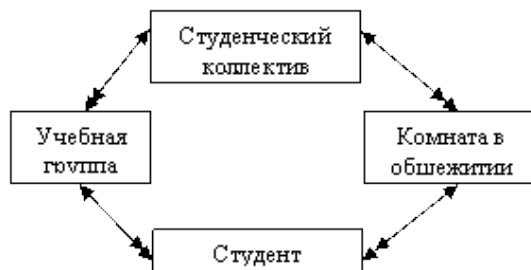 Студенческий
коллектив
Учебная
группа
Комната в
общежитии
Студент